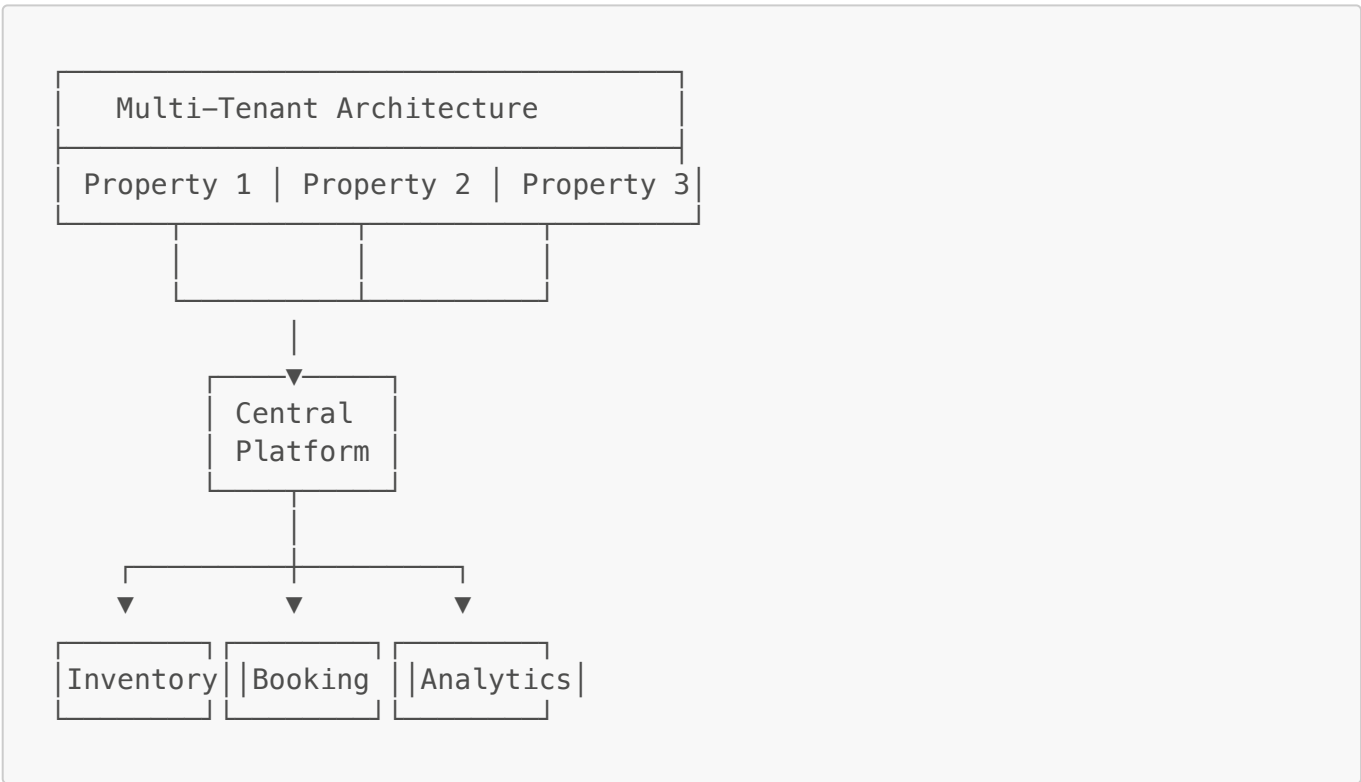 Multi-Tenant Architecture
Property 1 | Property 2 | Property 3
Central
Platform
Inventory Booking Analytics